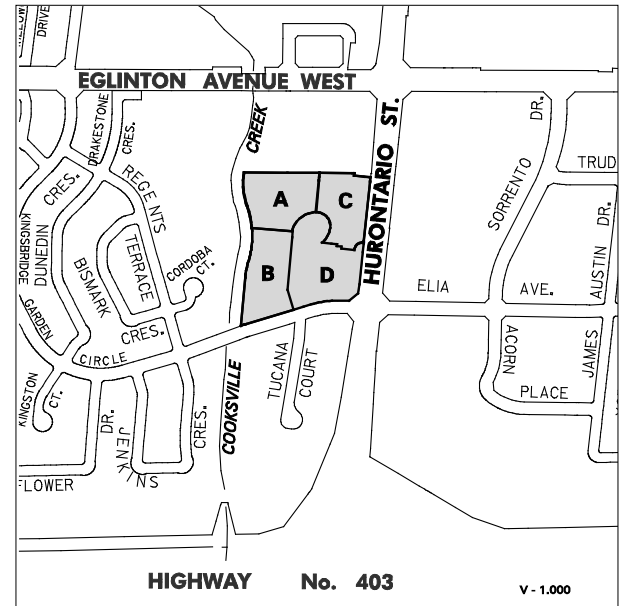 DRIVE
EGLINTON AVENUE WEST
DRAKESTONE
CRES.
CREEK
HURONTARIO ST.
DR.
TRUD
CRES.
REGENTS
SORRENTO
DR.
KINGSBRIDGE
DUNEDIN
A
C
TERRACE
CORDOBA
CT.
BISMARK
B
D
ELIA
AVE.
AUSTIN
GARDEN
CRES.
CIRCLE
ACORN
JAMES
KINGSTON
CT.
TUCANA
COURT
PLACE
DR.
JENKINS
CRES.
COOKSVILLE
FLOWER
HIGHWAY No. 403
V - 1.000